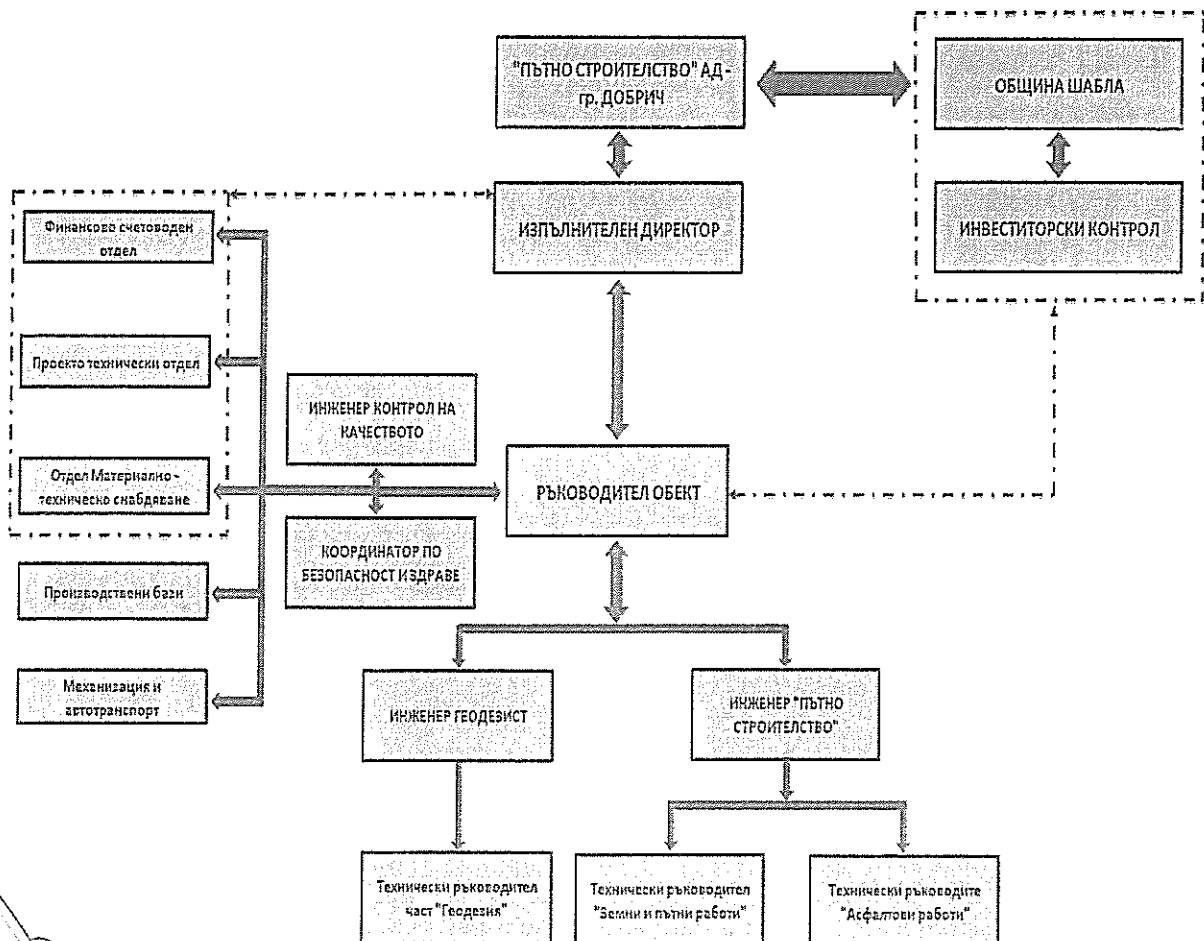 "ПЪТНО СТРОИТЕЛСТВО" АД -
гр. ДОБРИЧ
ОБЩИНА ШАБЛА
ИЗПЪЛНИТЕЛЕН ДИРЕКТОР
ИНВЕСТИТОРСКИ КОНТРОЛ
Финансово счетоводен
отдел
Проекто технически отдел
ИНЖЕНЕР КОНТРОЛ НА
КАЧЕСТВОТО
Отдел Материално -
техническо снабдяване
РЪКОВОДИТЕЛ ОБЕКТ
КООРДИНАТОР ПО
БЕЗОПАСНОСТ И ЗДРАВЕ
Производствени бази
Механизация и
автотранспорт
ИНЖЕНЕР ГЕОДЕЗИСТ
ИНЖЕНЕР "ПЪТНО
СТРОИТЕЛСТВО"
Технически ръководител
част "Геодезия"
Технически ръководител
"Земни и пътни работи"
Технически ръководите
"Асфалтови работи"